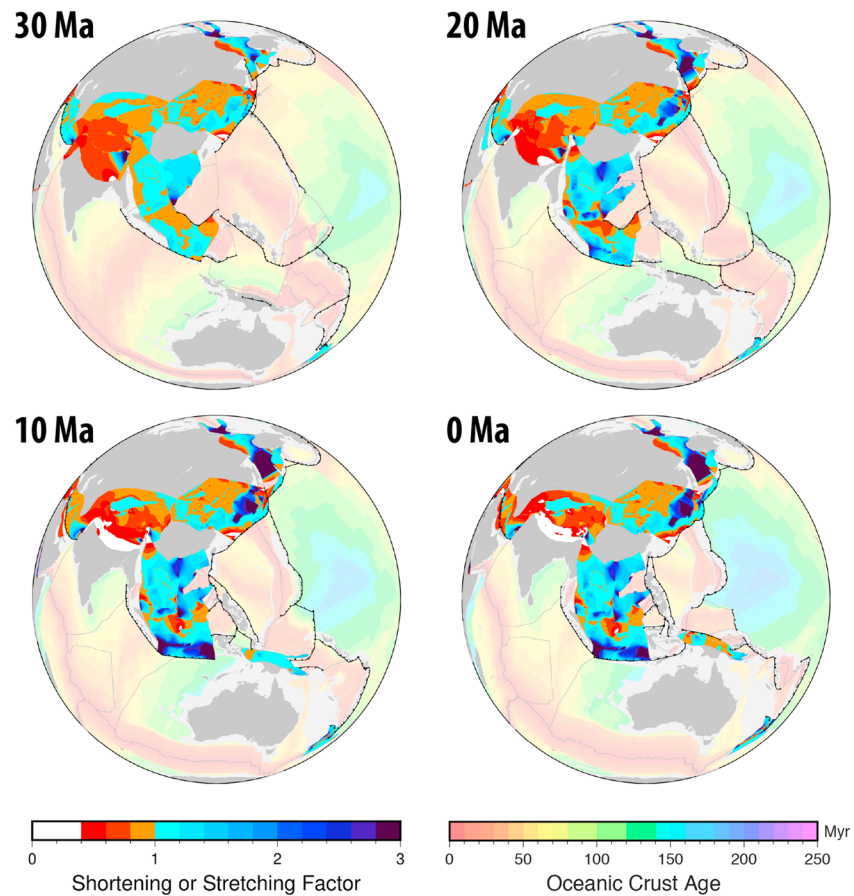 30 Ma
20 Ma
10 Ma
0 Ma
0 1 2 3
Shortening or Stretching Factor
0 50 100 150 200 250 Myr
Oceanic Crust Age